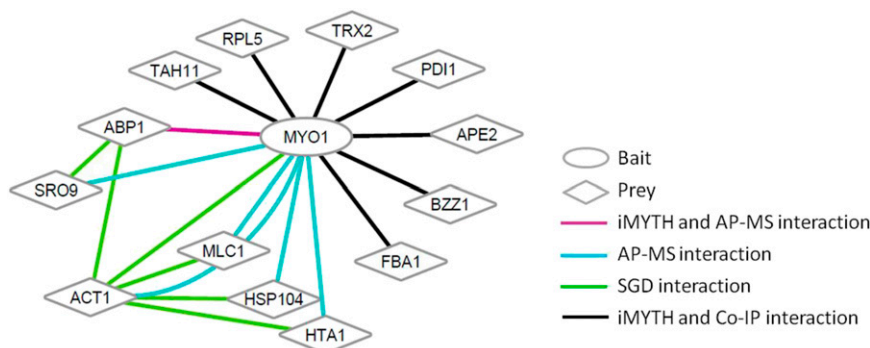 RPL5
TRX2
TAH11
PDI1
ABP1
MYO1
APE2
SRO9
BZZ1
MLC1
FBA1
ACT1
HSP104
HTA1
Bait
Prey
iMYTH and AP-MS interaction
AP-MS interaction
SGD interaction
iMYTH and Co-IP interaction